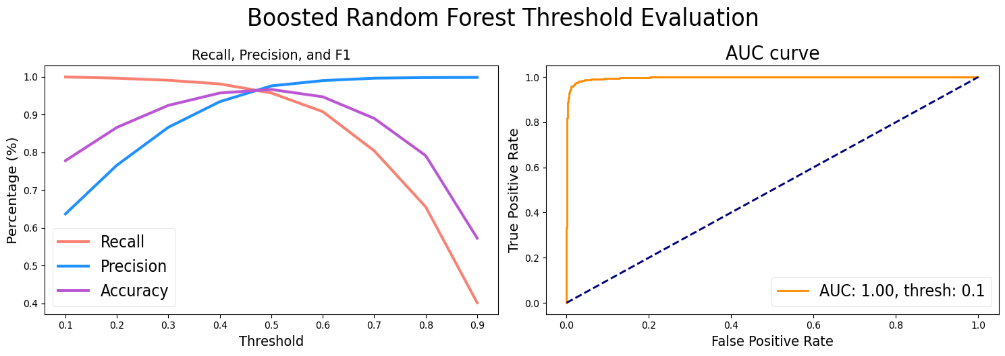 Boosted Random Forest Threshold Evaluation
Recall, Precision, and F1
Percentage (%)
1.0
0.9
0.8
0.7
0.6
0.5
0.4
Recall
Precision
Accuracy
0.1 0.2 0.3 0.4 0.5 0.6 0.7 0.8 0.9
Threshold
AUC curve
True Positive Rate
1.0
0.8
0.6
0.4
0.2
0.0
AUC: 1.00, thresh: 0.1
0.0 0.2 0.4 0.6 0.8 1.0
False Positive Rate